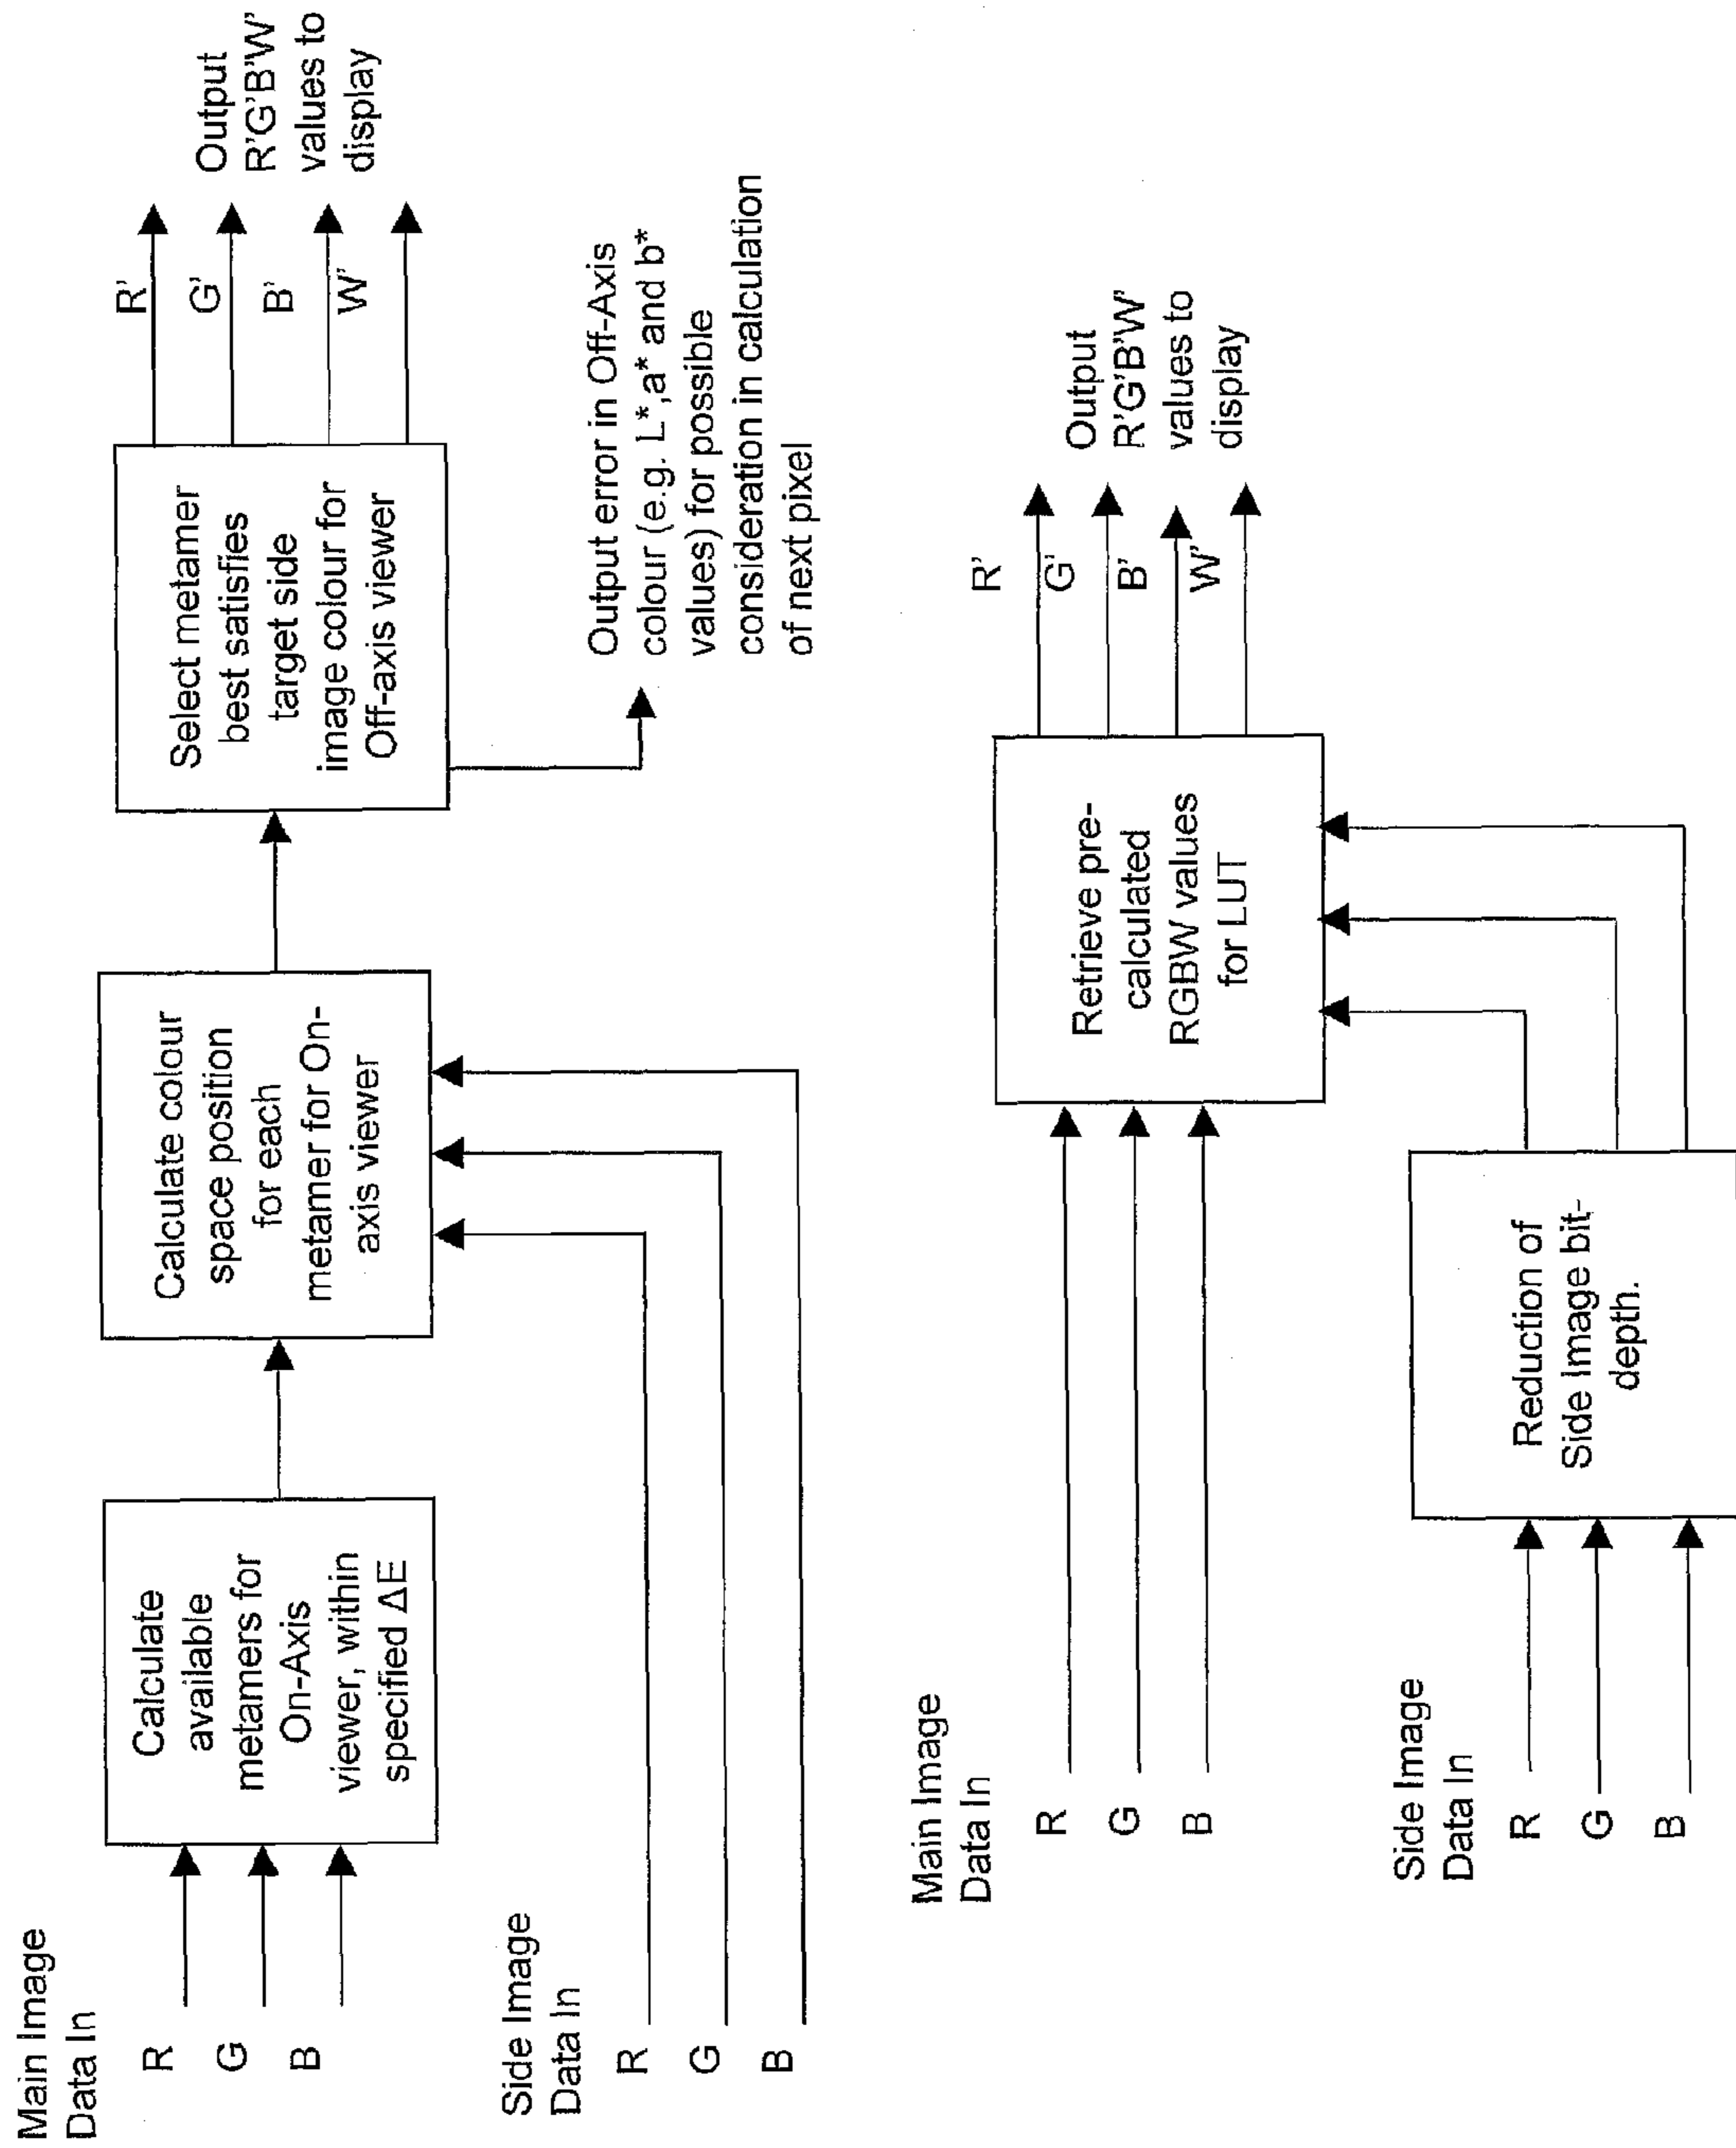 Main Image
Data In
R
G
B
Calculate
available
metamers for
On-Axis
viewer, within
specified ΔE
Side Image
Data In
R
G
B
Calculate colour
space position
for each
metamer for On-
axis viewer
Select metamer
best satisfies
target side
image colour for
Off-axis viewer
R'
G'
B'
W'
Output
R'G'B'W'
values to
display
Output error in Off-Axis
colour (e.g. L*,a* and b*
values) for possible
consideration in calculation
of next pixel
Main Image
Data In
R
G
B
Side Image
Data In
R
G
B
Reduction of
Side Image bit-
depth.
Retrieve pre-
calculated
RGBW values
for LUT
R'
G'
B'
W'
Output
R'G'B'W'
values to
display